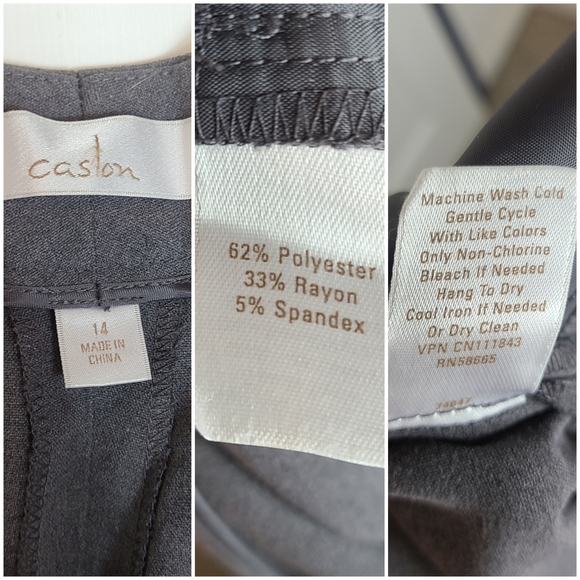 caslon
14
MADE IN
CHINA
62% Polyester
33% Rayon
5% Spandex
Machine Wash Cold
Gentle Cycle
With Like Colors
Only Non-Chlorine
Bleach If Needed
Hang To Dry
Cool Iron If Needed
Or Dry Clean
VPN CN111843
RN58665